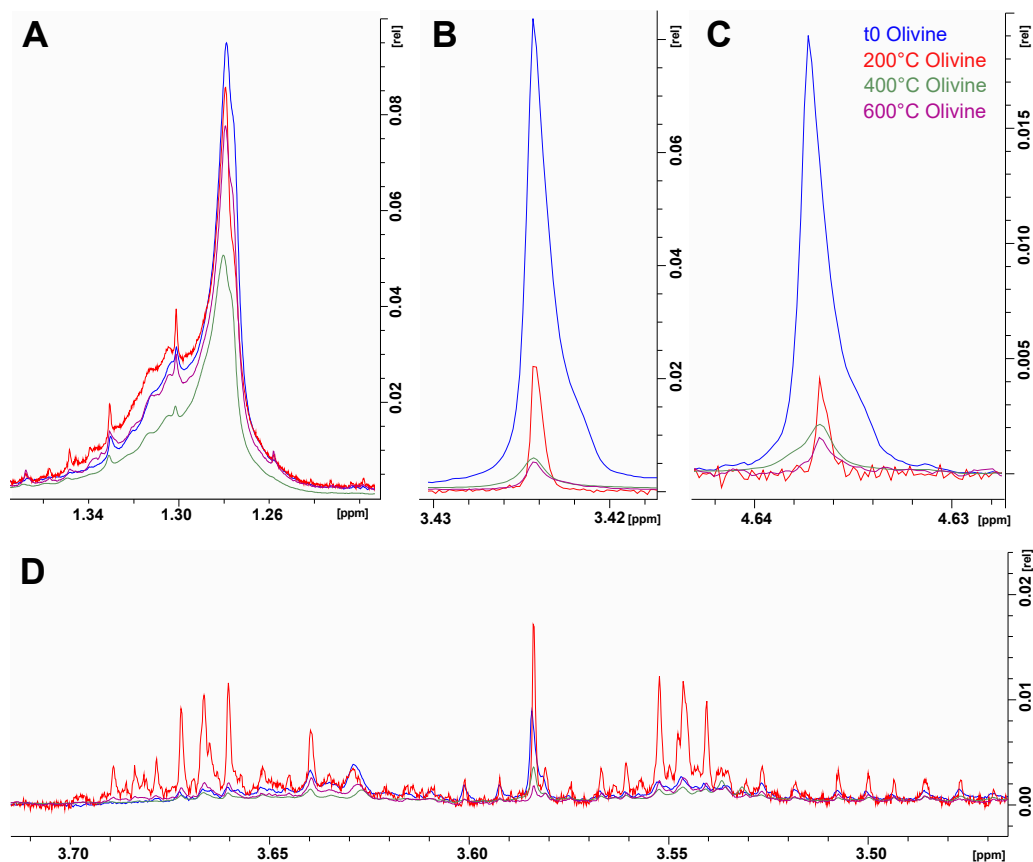 A
[rel]
0.08
0.06
0.04
0.02
1.34 1.30 1.26 [ppm]
B
[rel]
0.06
0.04
0.02
3.43 3.42 [ppm]
C
t0 Olivine
200°C Olivine
400°C Olivine
600°C Olivine
[rel]
0.015
0.010
0.005
4.64 4.63 [ppm]
D
[rel]
0.02
0.01
0.00
3.70 3.65 3.60 3.55 3.50 [ppm]